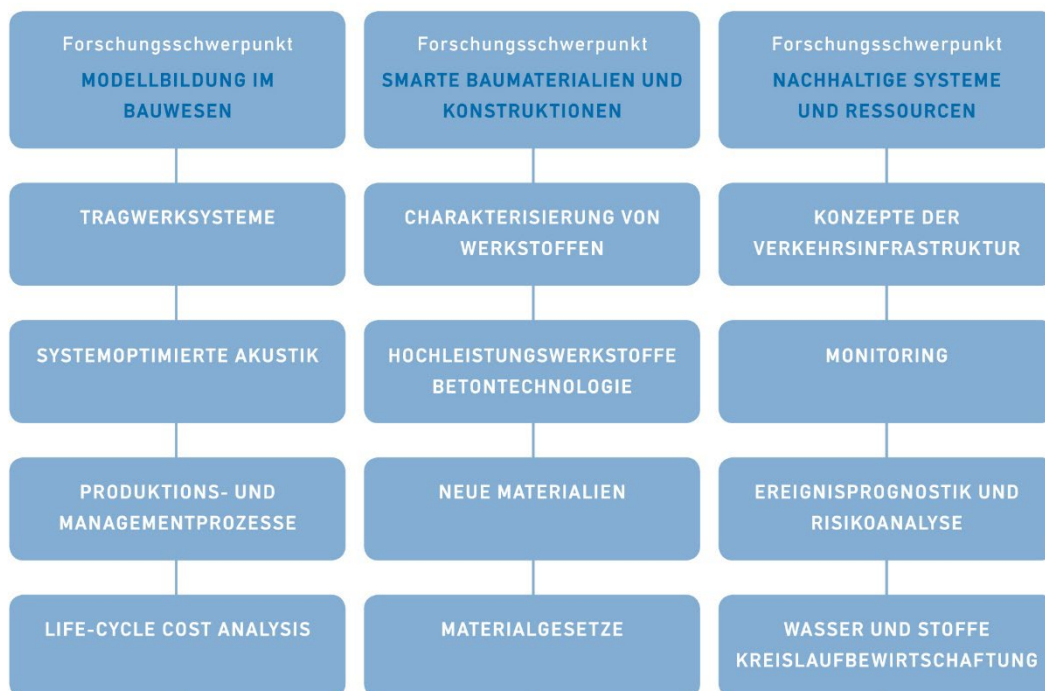 Forschungsschwerpunkt
MODELLBILDUNG IM
BAUWESEN
TRAGWERKSYSTEME
SYSTEMOPTIMIERTE AKUSTIK
PRODUKTIONS- UND
MANAGEMENTPROZESSE
LIFE-CYCLE COST ANALYSIS
Forschungsschwerpunkt
SMARTE BAUMATERIALIEN UND
KONSTRUKTIONEN
CHARAKTERISIERUNG VON
WERKSTOFFEN
HOCHLEISTUNGSWERKSTOFFE
BETONTECHNOLOGIE
NEUE MATERIALIEN
MATERIALGESETZE
Forschungsschwerpunkt
NACHHALTIGE SYSTEME
UND RESSOURCEN
KONZEPTE DER
VERKEHRSINFRASTRUKTUR
MONITORING
EREIGNISPROGNOSTIK UND
RISIKOANALYSE
WASSER UND STOFFE
KREISLAUFBEWIRTSCHAFTUNG